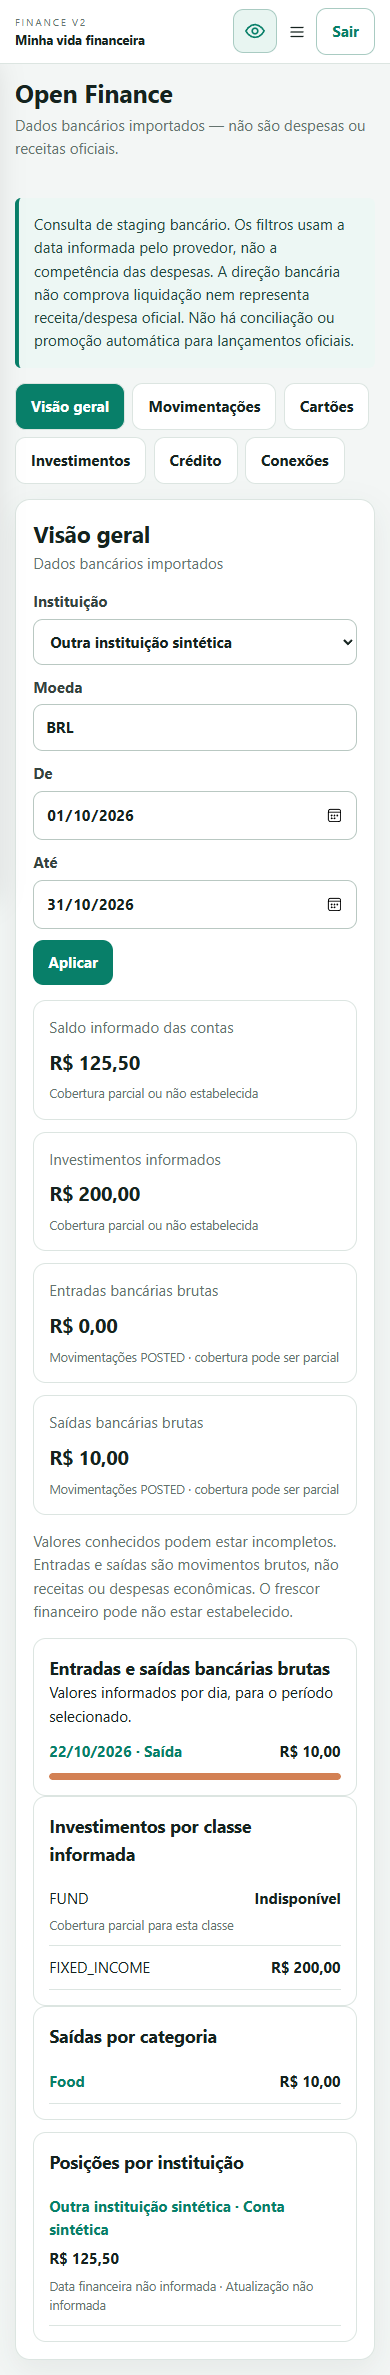 FINANCE V2
Minha vida financeira
Sair
Open Finance
Dados bancários importados — não são despesas ou
receitas oficiais.
Consulta de staging bancário. Os filtros usam a
data informada pelo provedor, não a
competência das despesas. A direção bancária
não comprova liquidação nem representa
receita/despesa oficial. Não há conciliação ou
promoção automática para lançamentos oficiais.
Visão geral
Movimentações
Cartões
Investimentos
Crédito
Conexões
Visão geral
Dados bancários importados
Instituição
Outra instituição sintética
Moeda
BRL
De
01/10/2026
Até
31/10/2026
Aplicar
Saldo informado das contas
R$ 125,50
Cobertura parcial ou não estabelecida
Investimentos informados
R$ 200,00
Cobertura parcial ou não estabelecida
Entradas bancárias brutas
R$ 0,00
Movimentações POSTED · cobertura pode ser parcial
Saídas bancárias brutas
R$ 10,00
Movimentações POSTED · cobertura pode ser parcial
Valores conhecidos podem estar incompletos.
Entradas e saídas são movimentos brutos, não
receitas ou despesas econômicas. O frescor
financeiro pode não estar estabelecido.
Entradas e saídas bancárias brutas
Valores informados por dia, para o período
selecionado.
22/10/2026 · Saída R$ 10,00
Investimentos por classe
informada
FUND Indisponível
Cobertura parcial para esta classe
FIXED_INCOME R$ 200,00
Saídas por categoria
Food R$ 10,00
Posições por instituição
Outra instituição sintética · Conta
sintética
R$ 125,50
Data financeira não informada · Atualização não
informada